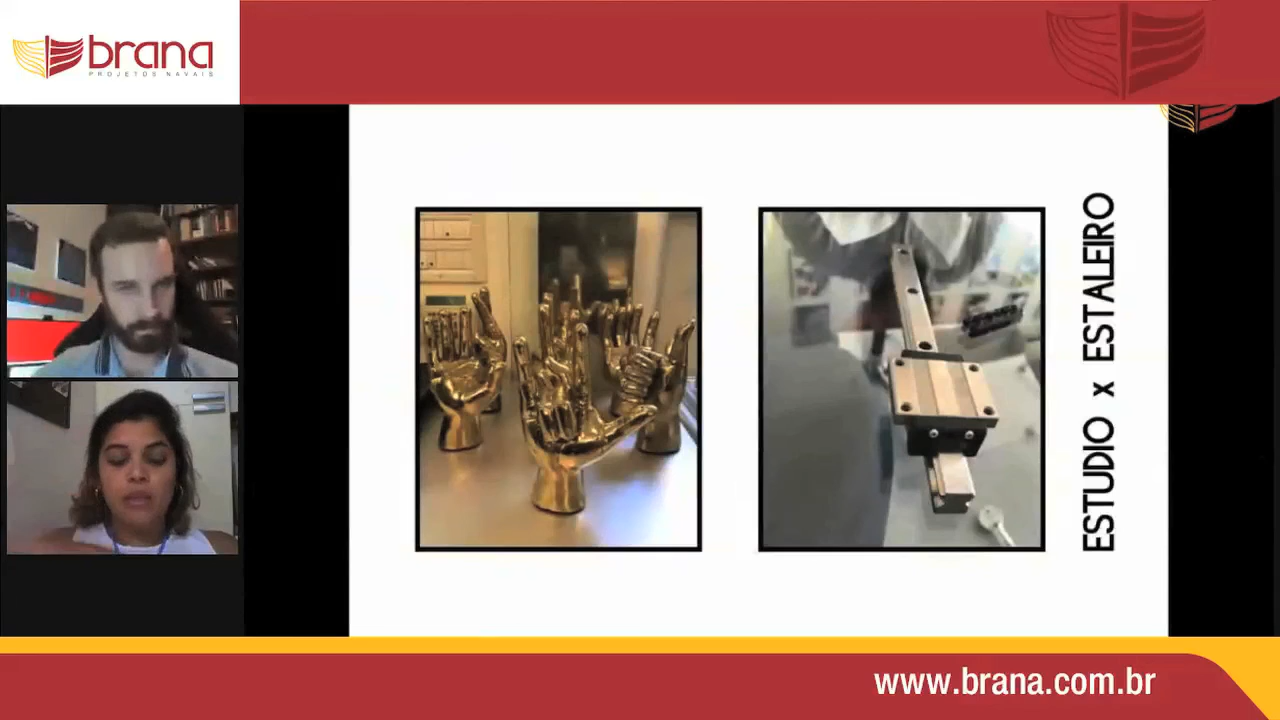 brana
PROJETOS NAVAIS
ESTUDIO x ESTALEIRO
www.brana.com.br